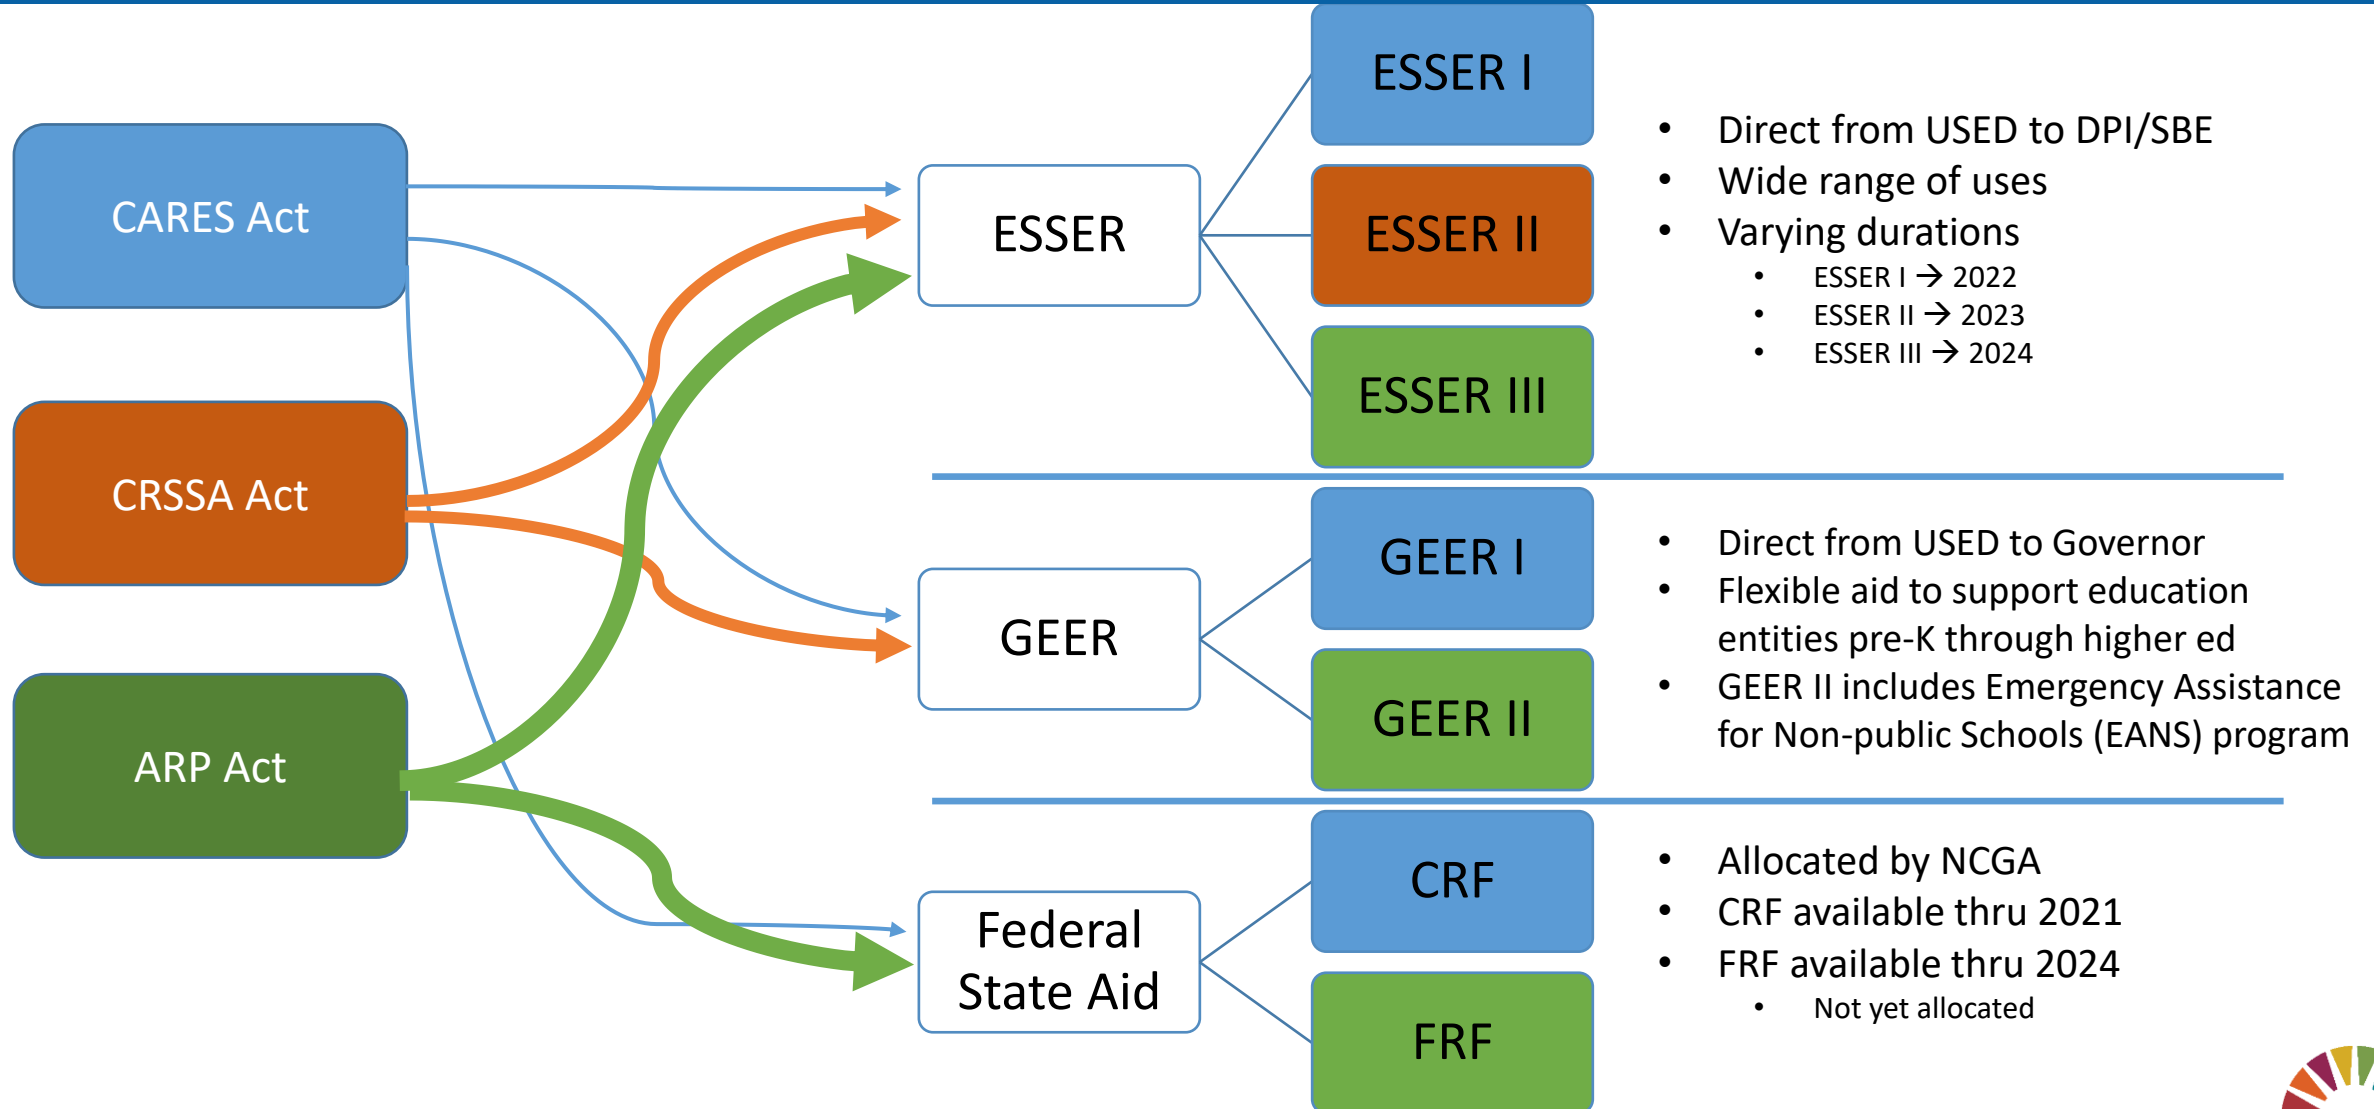 CARES Act
CRSSA Act
ARP Act
ESSER
ESSER I
ESSER II
ESSER III
• Direct from USED to DPI/SBE
• Wide range of uses
• Varying durations
• ESSER I → 2022
• ESSER II → 2023
• ESSER III → 2024
GEER
GEER I
GEER II
• Direct from USED to Governor
• Flexible aid to support education
entities pre-K through higher ed
• GEER II includes Emergency Assistance
for Non-public Schools (EANS) program
Federal
State Aid
CRF
FRF
• Allocated by NCGA
• CRF available thru 2021
• FRF available thru 2024
• Not yet allocated